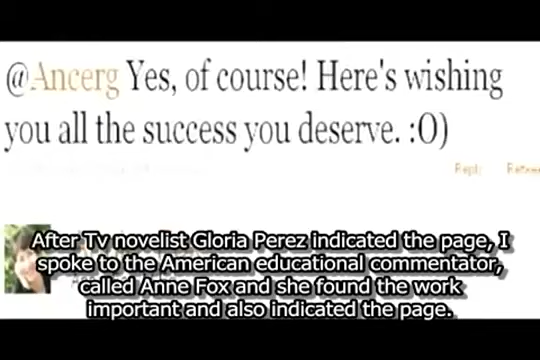 @Ancerg Yes, of course! Here's wishing
you all the success you deserve. :O)
Reply
After Tv novelist Gloria Perez indicated the page, I
spoke to the American educational commentator,
called Anne Fox and she found the work
important and also indicated the page.